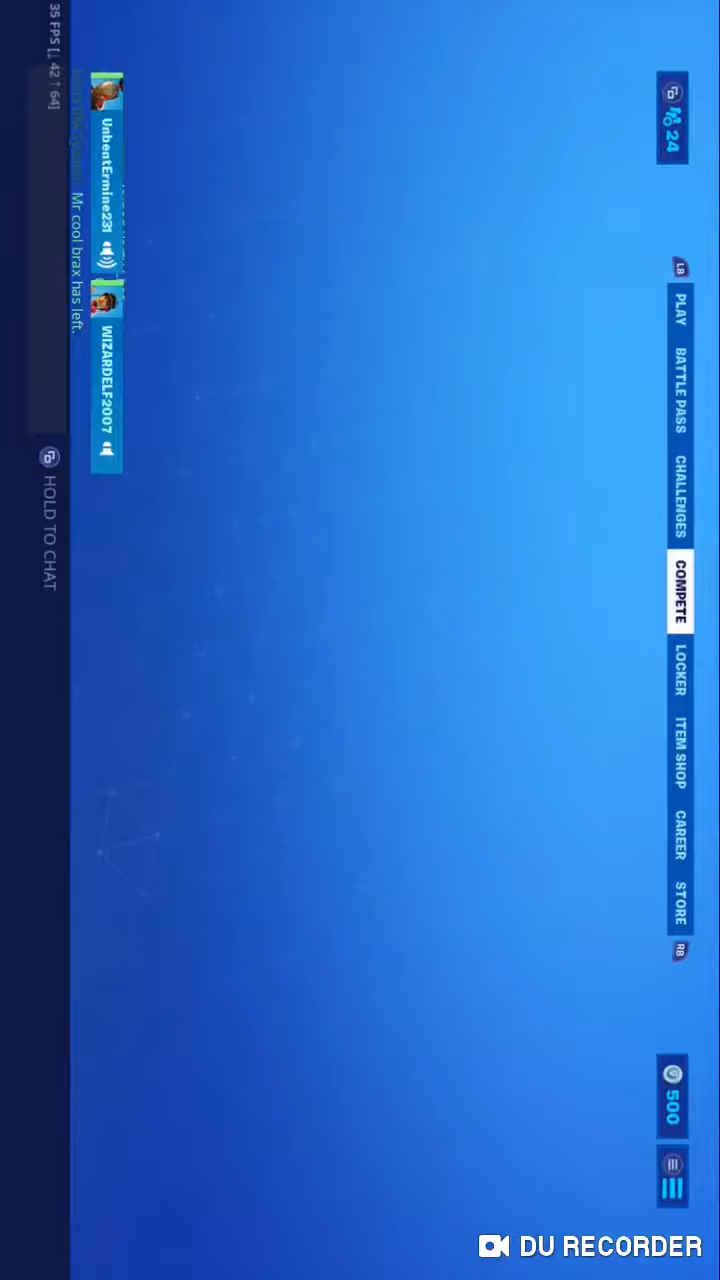 24
LB PLAY BATTLE PASS CHALLENGES COMPETE LOCKER ITEM SHOP CAREER STORE RB
500
UnbentErmine231 WIZARDELF2007
Mr cool brax has left.
35 FPS [↓ 42 ↑ 64]
HOLD TO CHAT
DU RECORDER